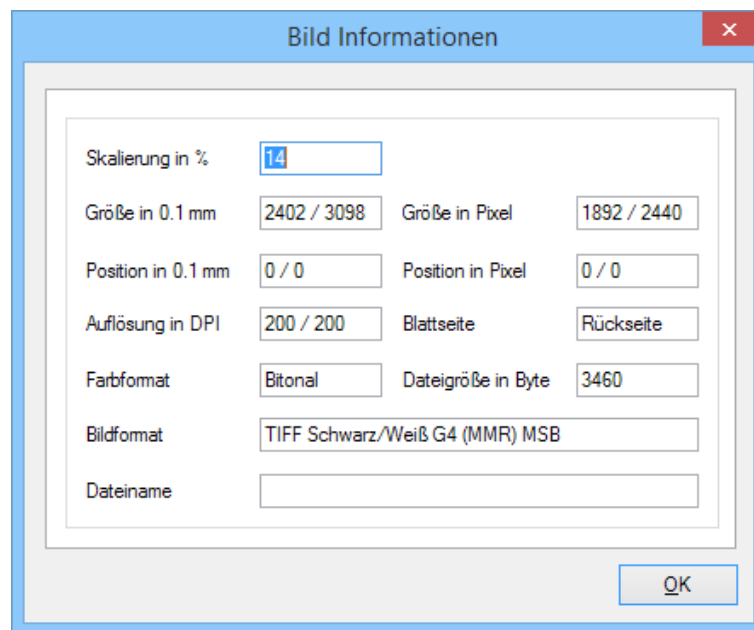 Bild Informationen
Skalierung in % 14
Größe in 0.1 mm 2402 / 3098 Größe in Pixel 1892 / 2440
Position in 0.1 mm 0 / 0 Position in Pixel 0 / 0
Auflösung in DPI 200 / 200 Blattseite Rückseite
Farbformat Bitonal Dateigröße in Byte 3460
Bildformat TIFF Schwarz/Weiß G4 (MMR) MSB
Dateiname
OK